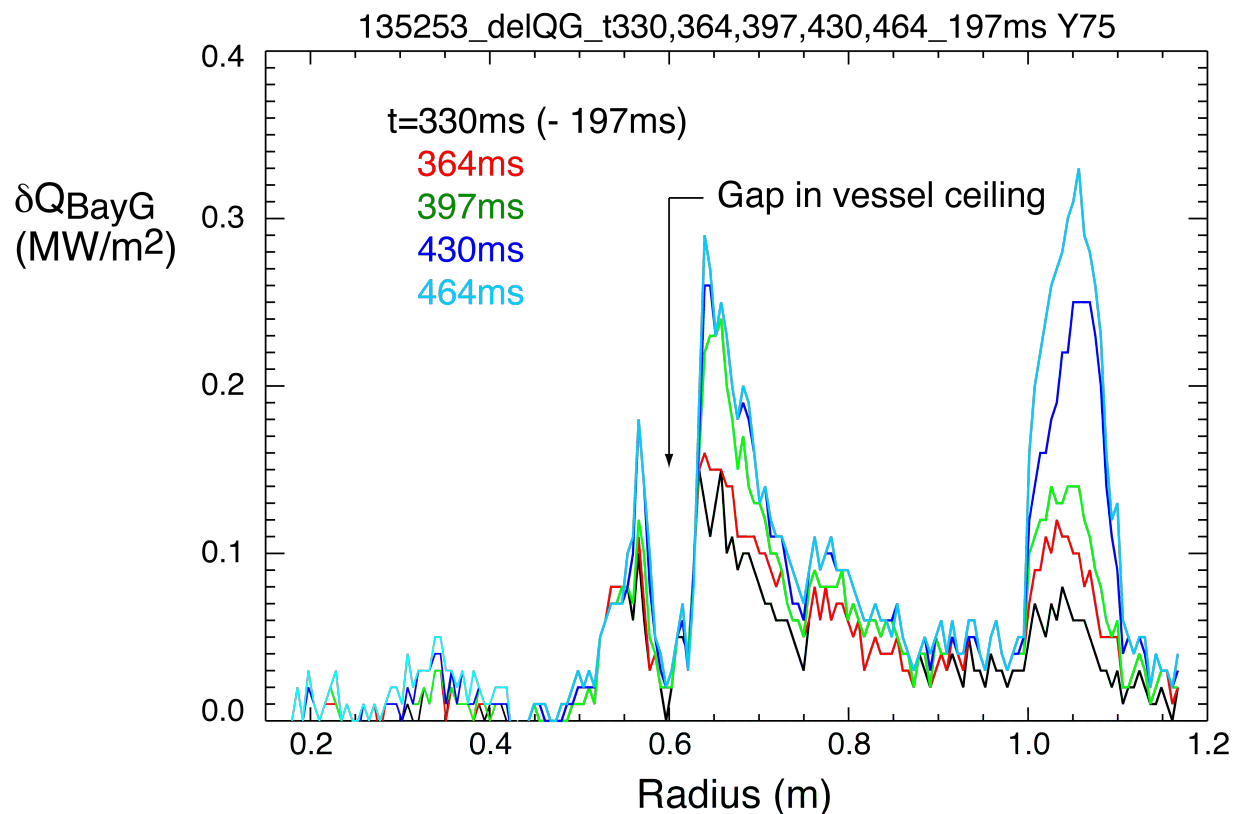 135253_delQG_t330,364,397,430,464_197ms Y75
0.4
t=330ms (- 197ms)
364ms
397ms
430ms
464ms
Gap in vessel ceiling
δQBayG
(MW/m2)
0.3
0.2
0.1
0.0
0.2 0.4 0.6 0.8 1.0 1.2
Radius (m)